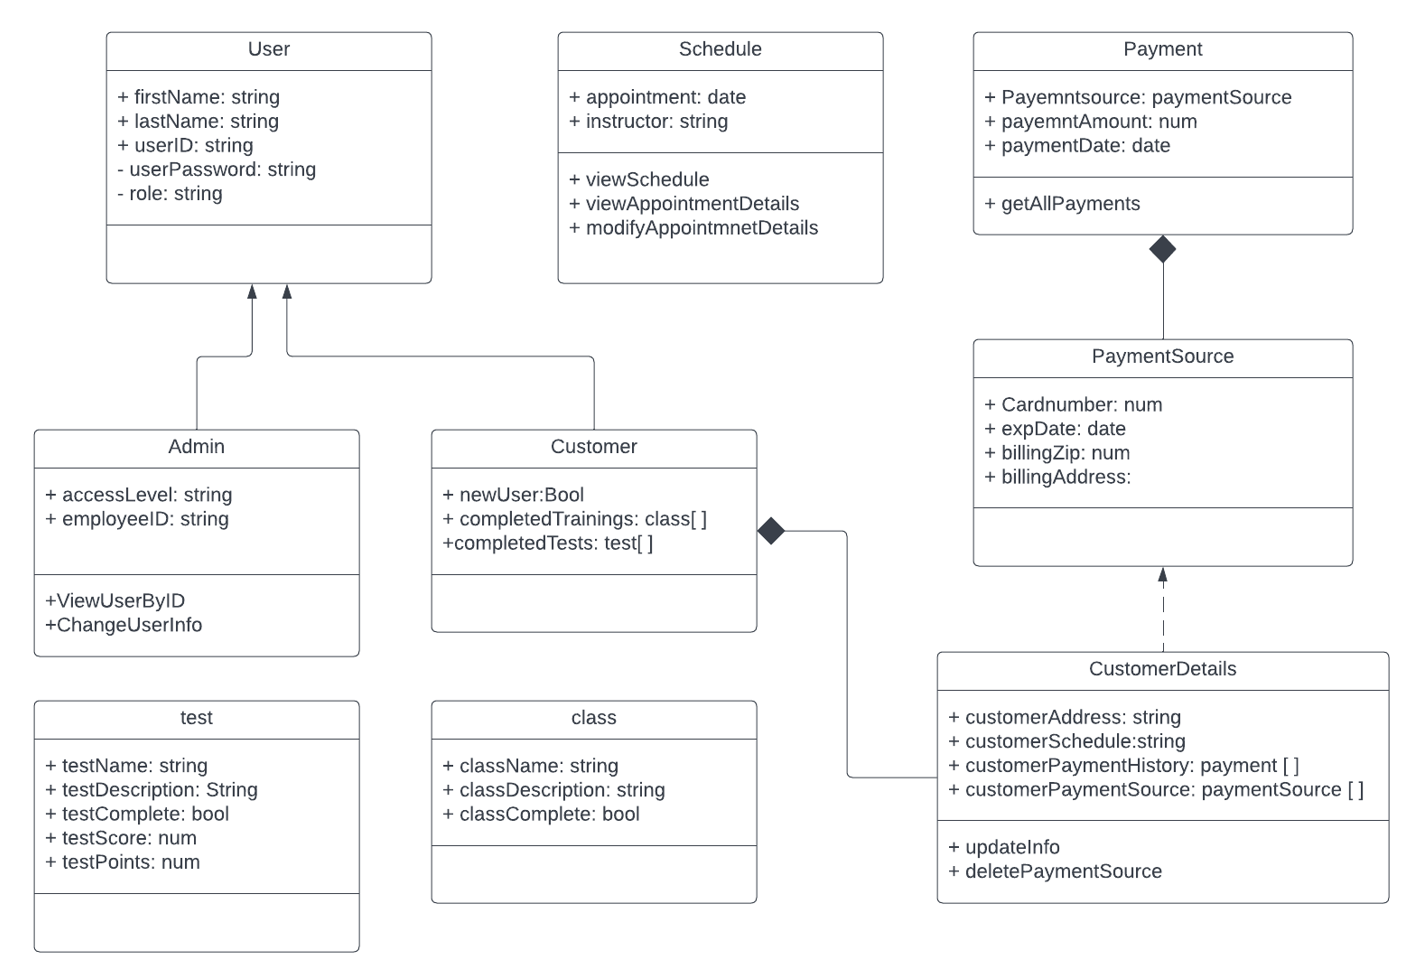 User
+ firstName: string
+ lastName: string
+ userID: string
- userPassword: string
- role: string
Schedule
+ appointment: date
+ instructor: string
+ viewSchedule
+ viewAppointmentDetails
+ modifyAppointmnetDetails
Payment
+ Payemntsource: paymentSource
+ payemntAmount: num
+ paymentDate: date
+ getAllPayments
PaymentSource
+ Cardnumber: num
+ expDate: date
+ billingZip: num
+ billingAddress:
Admin
+ accessLevel: string
+ employeeID: string
+ViewUserByID
+ChangeUserInfo
Customer
+ newUser:Bool
+ completedTrainings: class[ ]
+completedTests: test[ ]
CustomerDetails
+ customerAddress: string
+ customerSchedule:string
+ customerPaymentHistory: payment [ ]
+ customerPaymentSource: paymentSource [ ]
+ updateInfo
+ deletePaymentSource
test
+ testName: string
+ testDescription: String
+ testComplete: bool
+ testScore: num
+ testPoints: num
class
+ className: string
+ classDescription: string
+ classComplete: bool